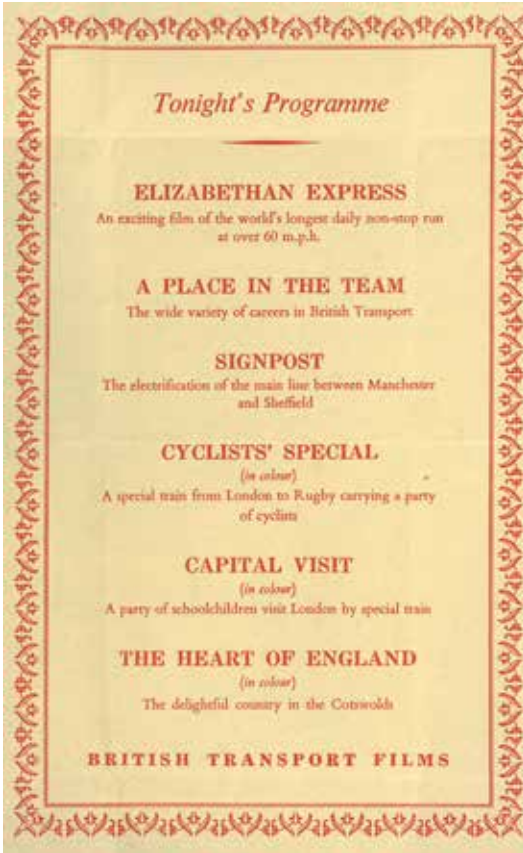 Tonight's Programme
ELIZABETHAN EXPRESS
An exciting film of the world's longest daily non-stop run
at over 60 m.p.h.
A PLACE IN THE TEAM
The wide variety of careers in British Transport
SIGNPOST
The electrification of the main line between Manchester
and Sheffield
CYCLISTS' SPECIAL
(in colour)
A special train from London to Rugby carrying a party
of cyclists
CAPITAL VISIT
(in colour)
A party of schoolchildren visit London by special train
THE HEART OF ENGLAND
(in colour)
The delightful country in the Cotswolds
BRITISH TRANSPORT FILMS